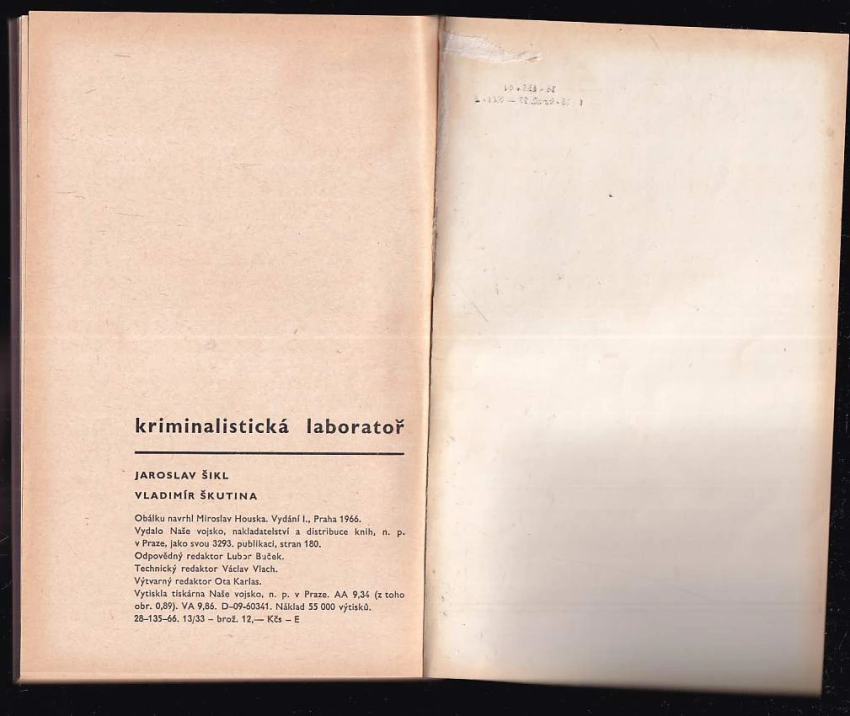 kriminalistická laboratoř
JAROSLAV ŠIKL
VLADIMÍR ŠKUTINA
Obálku navrhl Miroslav Houska. Vydání I., Praha 1966.
Vydalo Naše vojsko, nakladatelství a distribuce knih, n. p.
v Praze, jako svou 3293. publikaci, stran 180.
Odpovědný redaktor Lubor Buček.
Technický redaktor Václav Vlach.
Výtvarný redaktor Ota Karlas.
Vytiskla tiskárna Naše vojsko, n. p. v Praze. AA 9,34 (z toho
obr. 0,89). VA 9,86. D-09-60341. Náklad 55 000 výtisků.
28–135–66. 13/33 – brož. 12,— Kčs – E